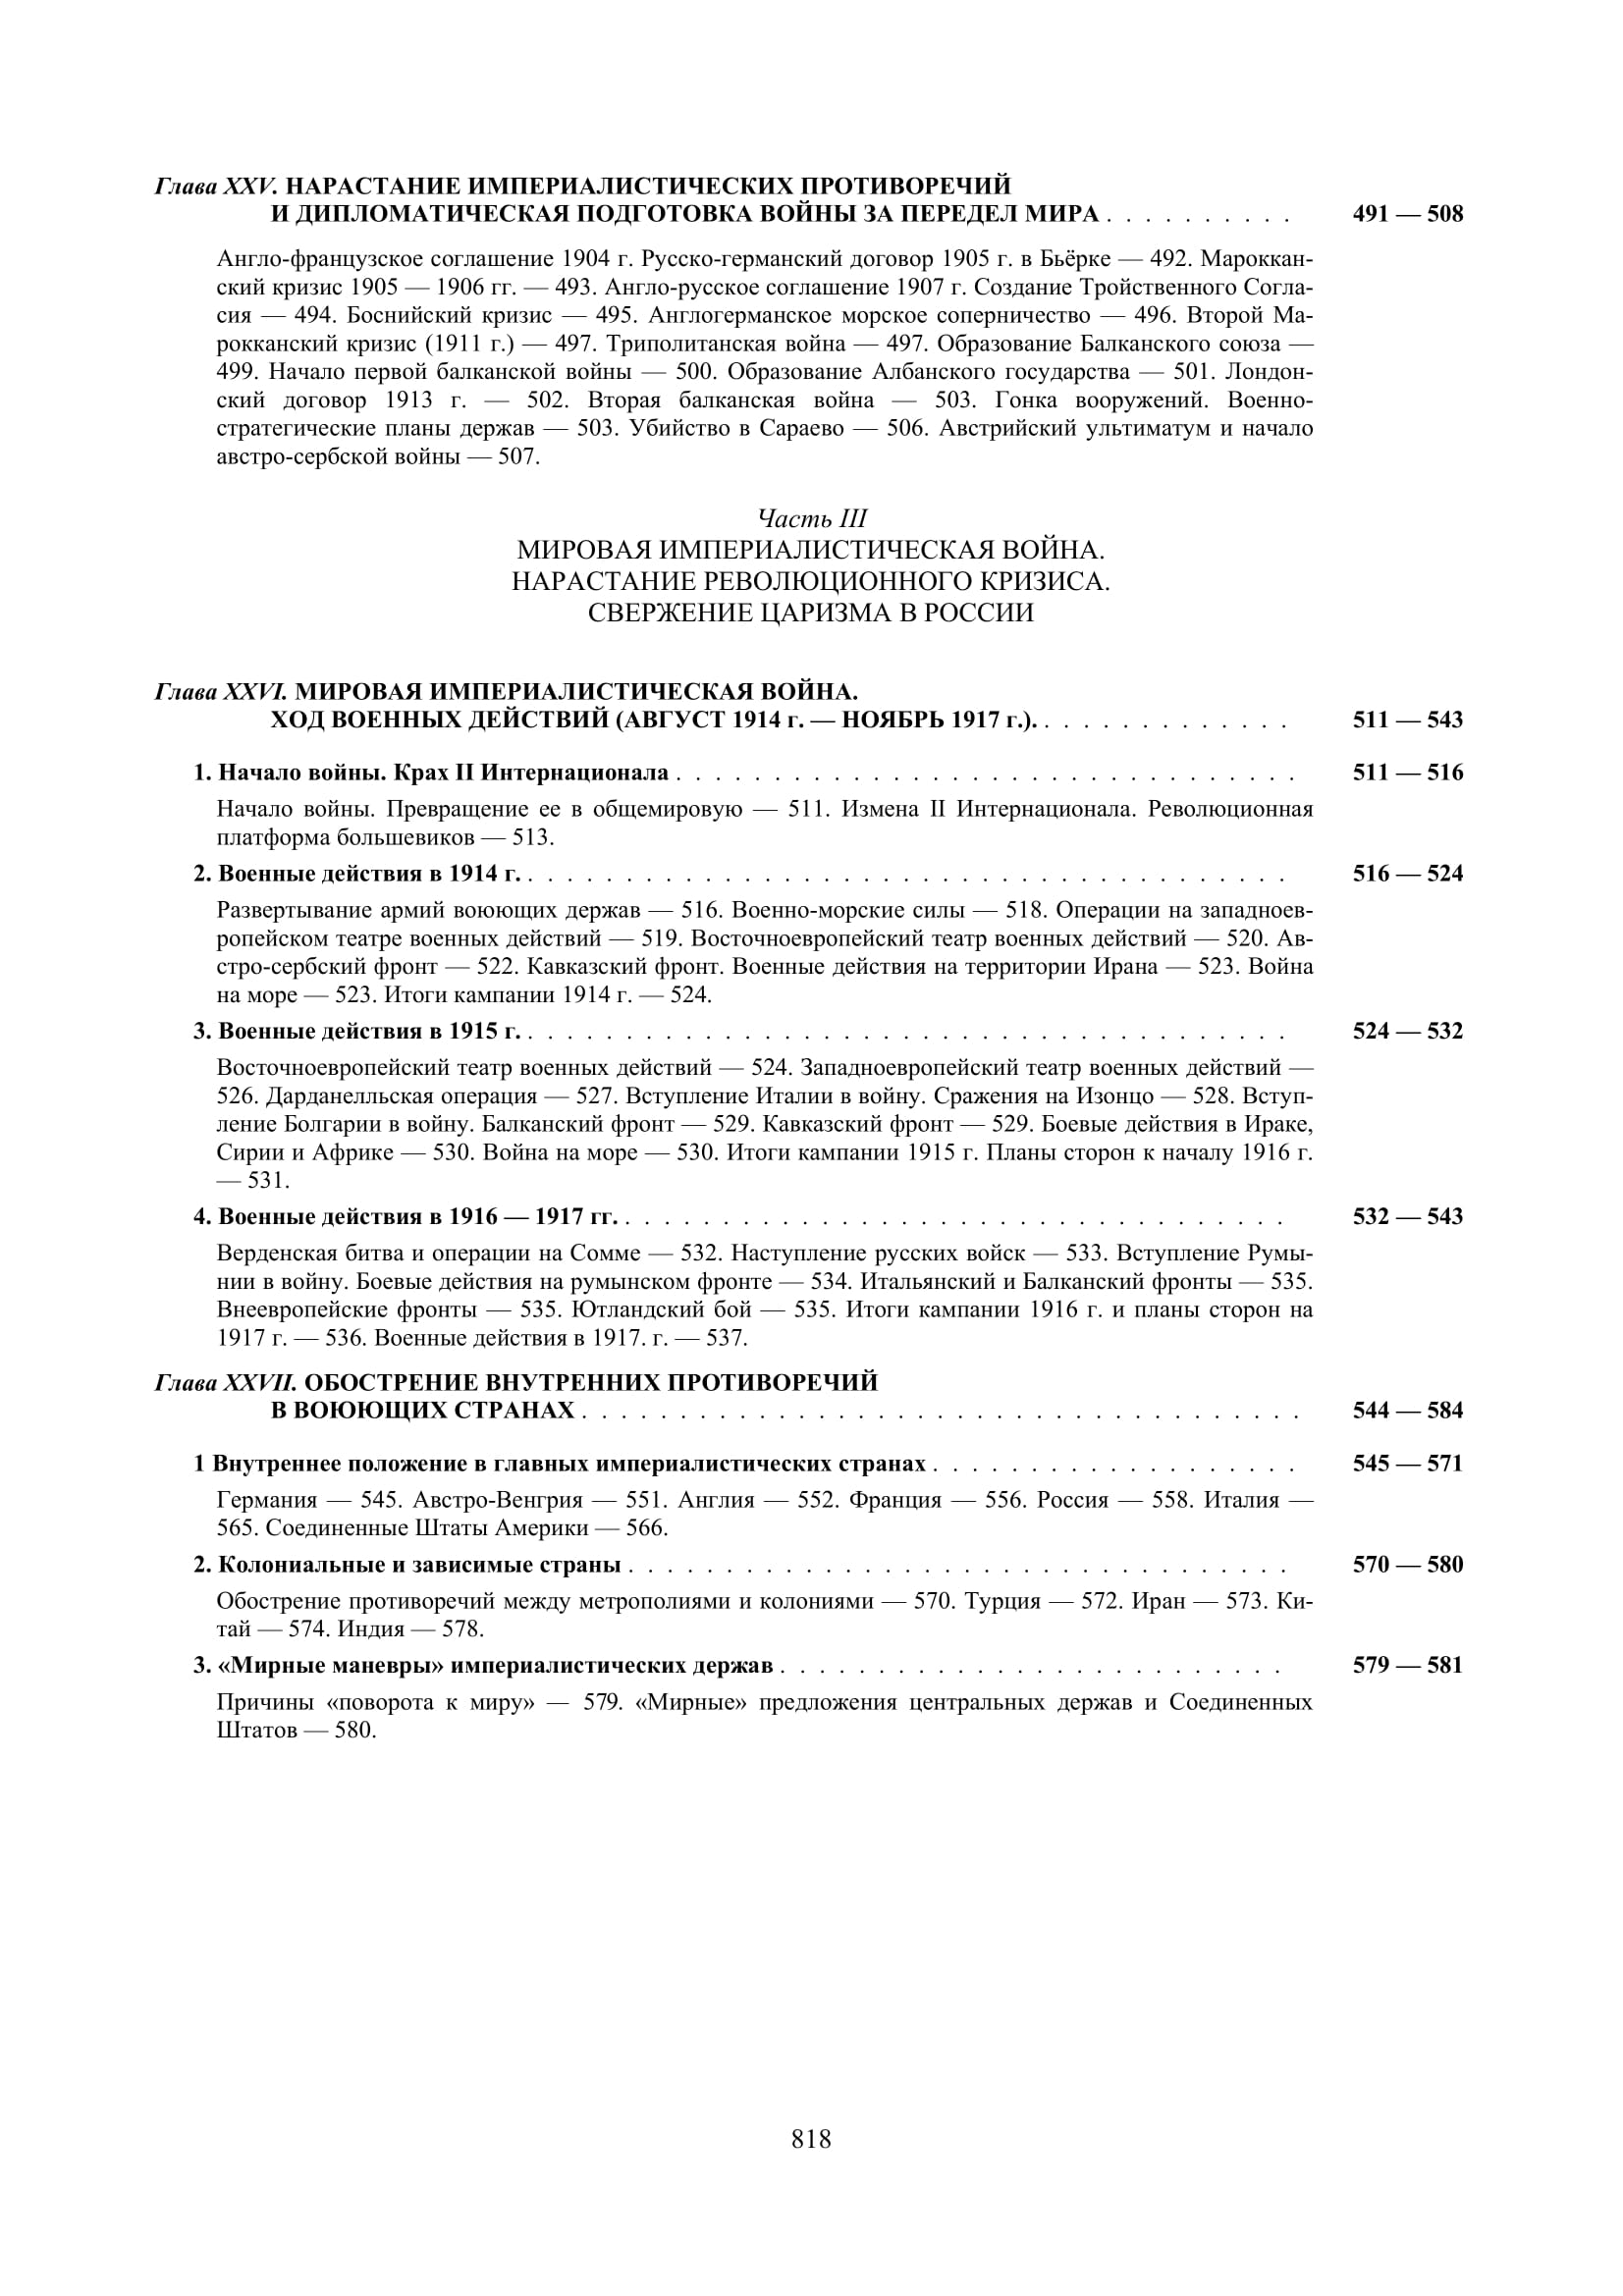 Глава XXV. НАРАСТАНИЕ ИМПЕРИАЛИСТИЧЕСКИХ ПРОТИВОРЕЧИЙ
И ДИПЛОМАТИЧЕСКАЯ ПОДГОТОВКА ВОЙНЫ ЗА ПЕРЕДЕЛ МИРА . . . . . . . . . . 491 — 508
Англо-французское соглашение 1904 г. Русско-германский договор 1905 г. в Бьёрке — 492. Мароккан-
ский кризис 1905 — 1906 гг. — 493. Англо-русское соглашение 1907 г. Создание Тройственного Согла-
сия — 494. Боснийский кризис — 495. Англогерманское морское соперничество — 496. Второй Ма-
рокканский кризис (1911 г.) — 497. Триполитанская война — 497. Образование Балканского союза —
499. Начало первой балканской войны — 500. Образование Албанского государства — 501. Лондон-
ский договор 1913 г. — 502. Вторая балканская война — 503. Гонка вооружений. Военно-
стратегические планы держав — 503. Убийство в Сараево — 506. Австрийский ультиматум и начало
австро-сербской войны — 507.
Часть III
МИРОВАЯ ИМПЕРИАЛИСТИЧЕСКАЯ ВОЙНА.
НАРАСТАНИЕ РЕВОЛЮЦИОННОГО КРИЗИСА.
СВЕРЖЕНИЕ ЦАРИЗМА В РОССИИ
Глава XXVI. МИРОВАЯ ИМПЕРИАЛИСТИЧЕСКАЯ ВОЙНА.
ХОД ВОЕННЫХ ДЕЙСТВИЙ (АВГУСТ 1914 г. — НОЯБРЬ 1917 г.). . . . . . . . . . . . . . 511 — 543
1. Начало войны. Крах II Интернационала . . . . . . . . . . . . . . . . . . . . . . . . . . . . . . . . 511 — 516
Начало войны. Превращение ее в общемировую — 511. Измена II Интернационала. Революционная
платформа большевиков — 513.
2. Военные действия в 1914 г. . . . . . . . . . . . . . . . . . . . . . . . . . . . . . . . . . . . . . . . 516 — 524
Развертывание армий воюющих держав — 516. Военно-морские силы — 518. Операции на западноев-
ропейском театре военных действий — 519. Восточноевропейский театр военных действий — 520. Ав-
стро-сербский фронт — 522. Кавказский фронт. Военные действия на территории Ирана — 523. Война
на море — 523. Итоги кампании 1914 г. — 524.
3. Военные действия в 1915 г. . . . . . . . . . . . . . . . . . . . . . . . . . . . . . . . . . . . . . . . 524 — 532
Восточноевропейский театр военных действий — 524. Западноевропейский театр военных действий —
526. Дарданелльская операция — 527. Вступление Италии в войну. Сражения на Изонцо — 528. Вступ-
ление Болгарии в войну. Балканский фронт — 529. Кавказский фронт — 529. Боевые действия в Ираке,
Сирии и Африке — 530. Война на море — 530. Итоги кампании 1915 г. Планы сторон к началу 1916 г.
— 531.
4. Военные действия в 1916 — 1917 гг. . . . . . . . . . . . . . . . . . . . . . . . . . . . . . . . . . . 532 — 543
Верденская битва и операции на Сомме — 532. Наступление русских войск — 533. Вступление Румы-
нии в войну. Боевые действия на румынском фронте — 534. Итальянский и Балканский фронты — 535.
Внеевропейские фронты — 535. Ютландский бой — 535. Итоги кампании 1916 г. и планы сторон на
1917 г. — 536. Военные действия в 1917. г. — 537.
Глава XXVII. ОБОСТРЕНИЕ ВНУТРЕННИХ ПРОТИВОРЕЧИЙ
В ВОЮЮЩИХ СТРАНАХ . . . . . . . . . . . . . . . . . . . . . . . . . . . . . . . . . . . . . 544 — 584
1 Внутреннее положение в главных империалистических странах . . . . . . . . . . . . . . . . . . . 545 — 571
Германия — 545. Австро-Венгрия — 551. Англия — 552. Франция — 556. Россия — 558. Италия —
565. Соединенные Штаты Америки — 566.
2. Колониальные и зависимые страны . . . . . . . . . . . . . . . . . . . . . . . . . . . . . . . . . . 570 — 580
Обострение противоречий между метрополиями и колониями — 570. Турция — 572. Иран — 573. Ки-
тай — 574. Индия — 578.
3. «Мирные маневры» империалистических держав . . . . . . . . . . . . . . . . . . . . . . . . . . 579 — 581
Причины «поворота к миру» — 579. «Мирные» предложения центральных держав и Соединенных
Штатов — 580.
818